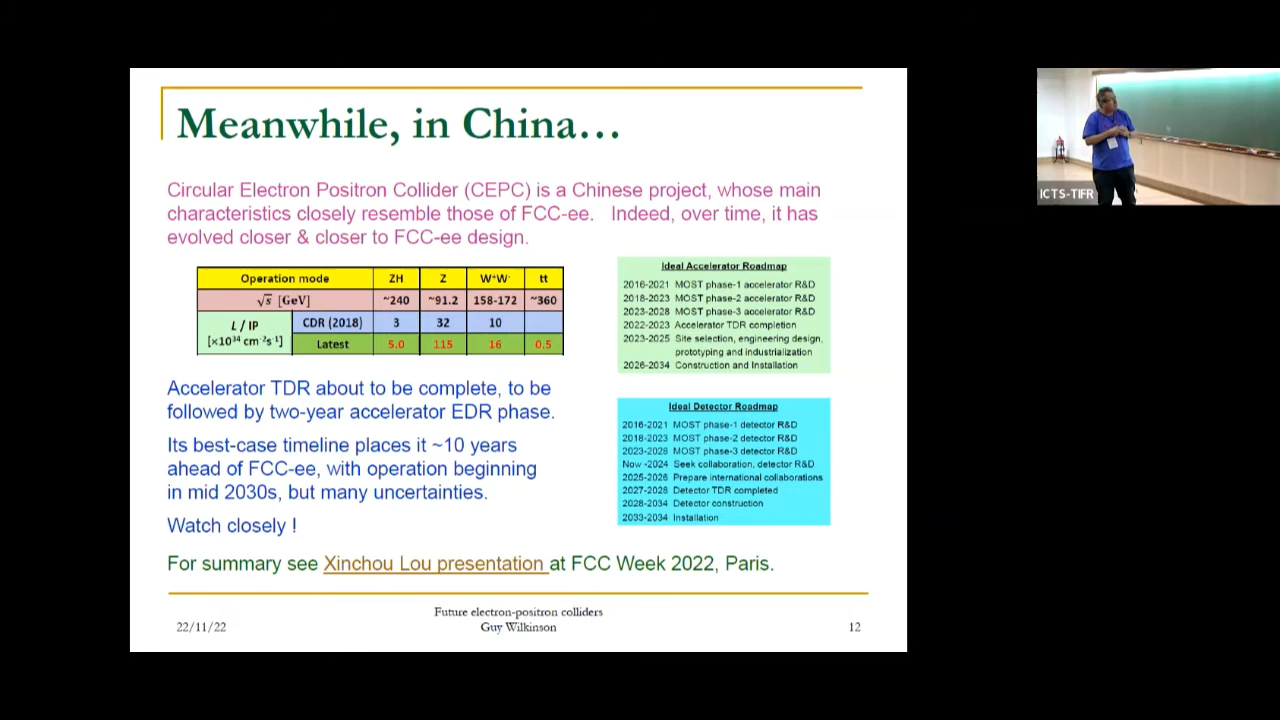 Meanwhile, in China…
Circular Electron Positron Collider (CEPC) is a Chinese project, whose main
characteristics closely resemble those of FCC-ee. Indeed, over time, it has
evolved closer & closer to FCC-ee design.
Operation mode ZH Z W⁺W⁻ tt
√s [GeV] ~240 ~91.2 158-172 ~360
L / IP
[×10³⁴ cm⁻²s⁻¹]
CDR (2018) 3 32 10
Latest 5.0 115 16 0.5
Ideal Accelerator Roadmap
2016-2021 MOST phase-1 accelerator R&D
2018-2023 MOST phase-2 accelerator R&D
2023-2028 MOST phase-3 accelerator R&D
2022-2023 Accelerator TDR completion
2023-2025 Site selection, engineering design,
prototyping and industrialization
2026-2034 Construction and Installation
Accelerator TDR about to be complete, to be
followed by two-year accelerator EDR phase.
Its best-case timeline places it ~10 years
ahead of FCC-ee, with operation beginning
in mid 2030s, but many uncertainties.
Watch closely !
Ideal Detector Roadmap
2016-2021 MOST phase-1 detector R&D
2018-2023 MOST phase-2 detector R&D
2023-2028 MOST phase-3 detector R&D
Now -2024 Seek collaboration, detector R&D
2025-2026 Prepare international collaborations
2027-2028 Detector TDR completed
2028-2034 Detector construction
2033-2034 Installation
For summary see Xinchou Lou presentation at FCC Week 2022, Paris.
22/11/22
Future electron-positron colliders
Guy Wilkinson
12
ICTS-TIFR